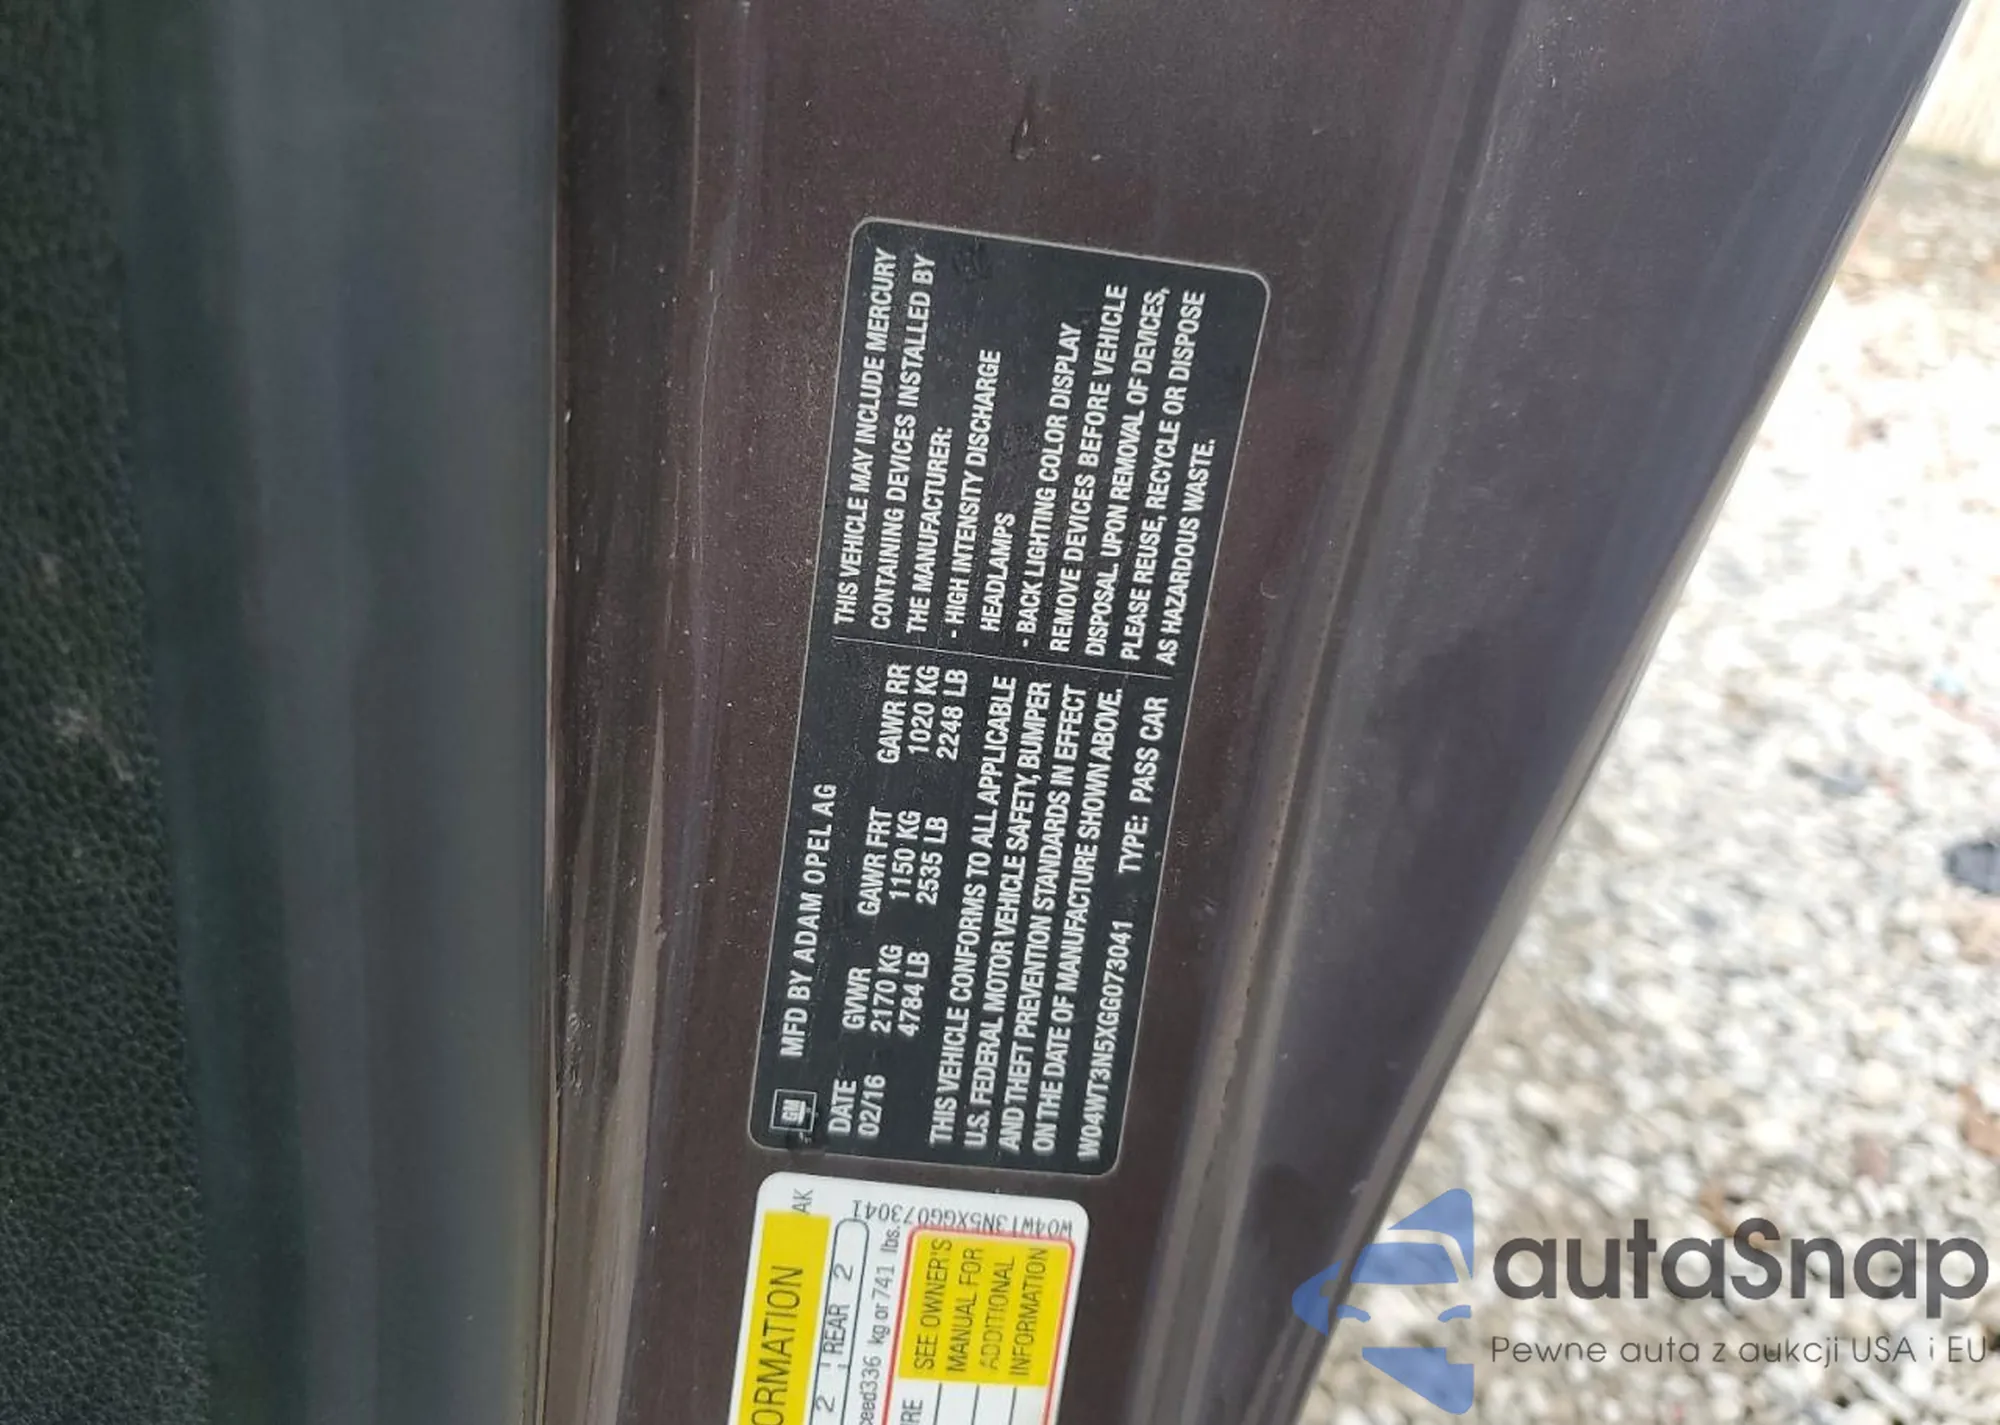 GM MFD BY ADAM OPEL AG
DATE GVWR GAWR FRT GAWR RR
02/16 2170 KG 1150 KG 1020 KG
4784 LB 2535 LB 2248 LB
THIS VEHICLE CONFORMS TO ALL APPLICABLE
U.S. FEDERAL MOTOR VEHICLE SAFETY, BUMPER
AND THEFT PREVENTION STANDARDS IN EFFECT
ON THE DATE OF MANUFACTURE SHOWN ABOVE.
W04WT3N5XGG073041 TYPE: PASS CAR
THIS VEHICLE MAY INCLUDE MERCURY
CONTAINING DEVICES INSTALLED BY
THE MANUFACTURER:
- HIGH INTENSITY DISCHARGE
HEADLAMPS
- BACK LIGHTING COLOR DISPLAY
REMOVE DEVICES BEFORE VEHICLE
DISPOSAL. UPON REMOVAL OF DEVICES,
PLEASE REUSE, RECYCLE OR DISPOSE
AS HAZARDOUS WASTE.
AK
W04WT3N5XGG073041
2 REAR 2
336 kg or 741 lbs.
SEE OWNER'S
MANUAL FOR
ADDITIONAL
INFORMATION
autaSnap
Pewne auta z aukcji USA i EU